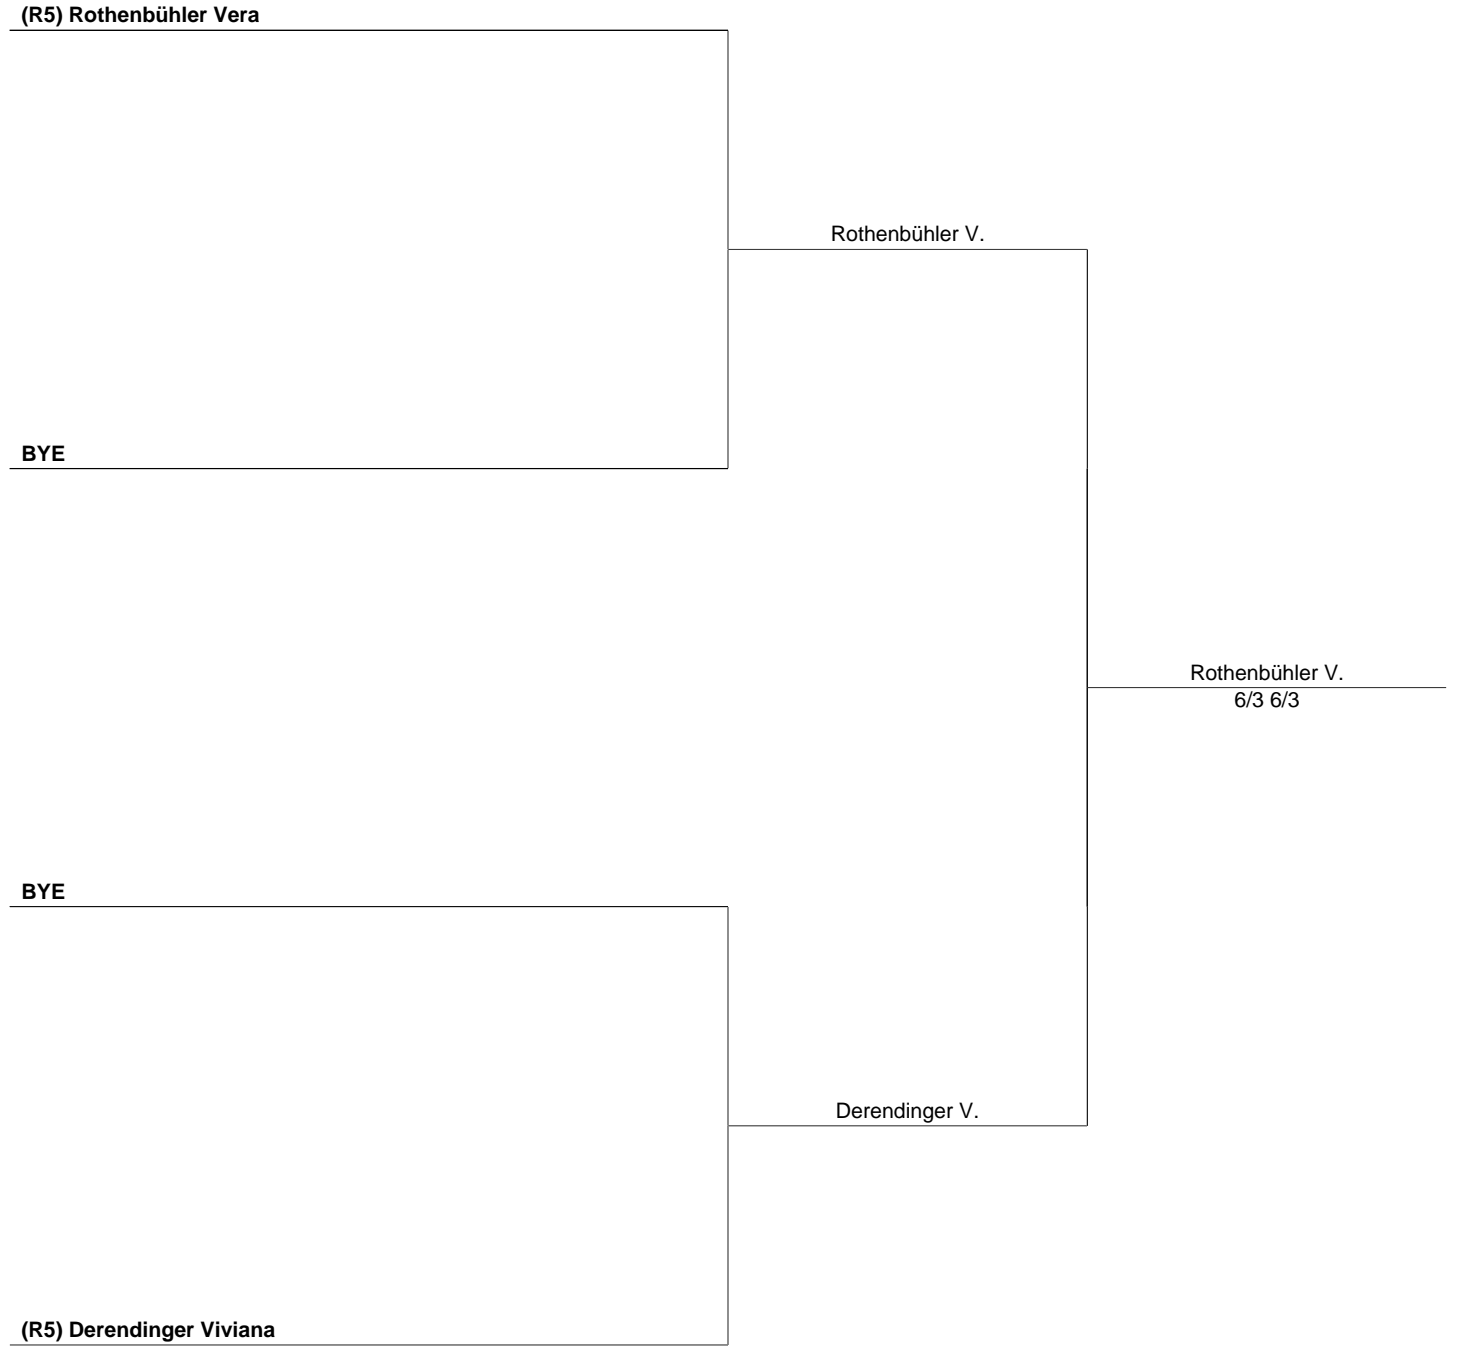 (R5) Rothenbühler Vera
Rothenbühler V.
BYE
Rothenbühler V.
6/3 6/3
BYE
Derendinger V.
(R5) Derendinger Viviana